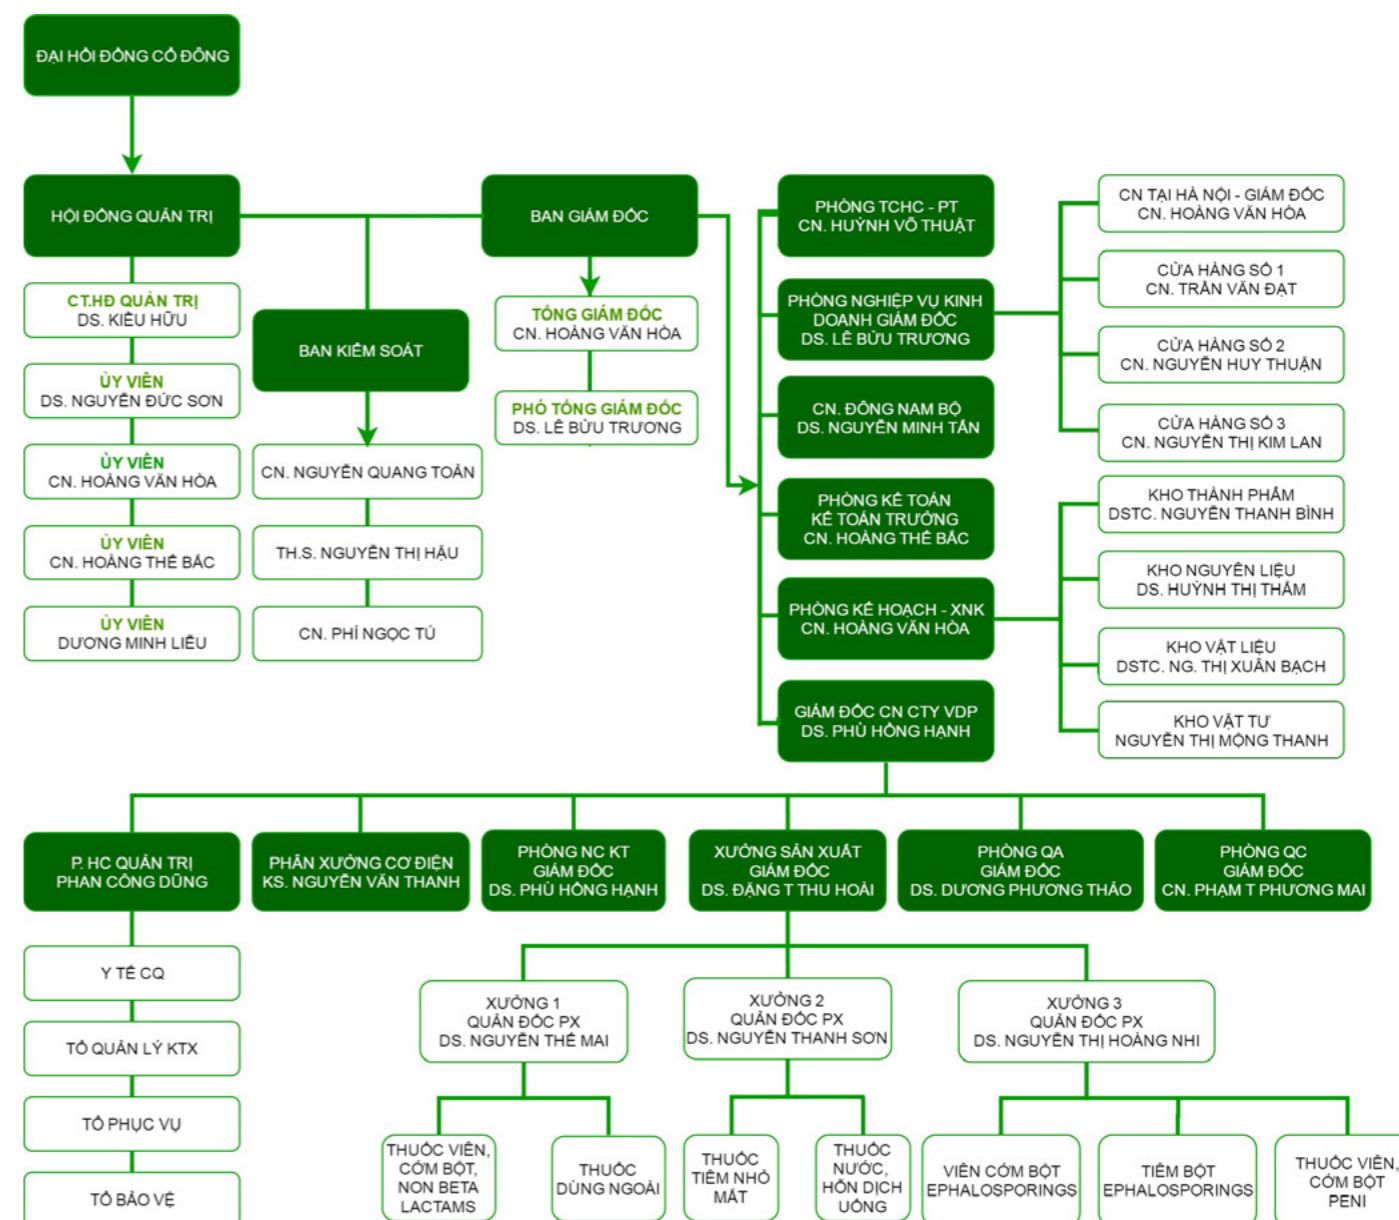 ĐẠI HỘI ĐỒNG CỔ ĐÔNG
HỘI ĐỒNG QUẢN TRỊ
CT.HĐ QUẢN TRỊ
DS. KIỀU HỮU
ỦY VIÊN
DS. NGUYỄN ĐỨC SƠN
ỦY VIÊN
CN. HOÀNG VĂN HÒA
ỦY VIÊN
CN. HOÀNG THẾ BẮC
ỦY VIÊN
DƯƠNG MINH LIỄU
BAN KIỂM SOÁT
CN. NGUYỄN QUANG TOẢN
TH.S. NGUYỄN THỊ HẬU
CN. PHÍ NGỌC TÚ
BAN GIÁM ĐỐC
TỔNG GIÁM ĐỐC
CN. HOÀNG VĂN HÒA
PHÓ TỔNG GIÁM ĐỐC
DS. LÊ BỬU TRƯƠNG
PHÒNG TCHC - PT
CN. HUỲNH VÕ THUẬT
PHÒNG NGHIỆP VỤ KINH
DOANH GIÁM ĐỐC
DS. LÊ BỬU TRƯƠNG
CN. ĐÔNG NAM BỘ
DS. NGUYỄN MINH TẤN
PHÒNG KẾ TOÁN
KẾ TOÁN TRƯỞNG
CN. HOÀNG THẾ BẮC
PHÒNG KẾ HOẠCH - XNK
CN. HOÀNG VĂN HÒA
GIÁM ĐỐC CN CTY VDP
DS. PHÙ HỒNG HẠNH
CN TẠI HÀ NỘI - GIÁM ĐỐC
CN. HOÀNG VĂN HÒA
CỬA HÀNG SỐ 1
CN. TRẦN VĂN ĐẠT
CỬA HÀNG SỐ 2
CN. NGUYỄN HUY THUẬN
CỬA HÀNG SỐ 3
CN. NGUYỄN THỊ KIM LAN
KHO THÀNH PHẨM
DSTC. NGUYỄN THANH BÌNH
KHO NGUYÊN LIỆU
DS. HUỲNH THỊ THẮM
KHO VẬT LIỆU
DSTC. NG. THỊ XUÂN BẠCH
KHO VẬT TƯ
NGUYỄN THỊ MỘNG THANH
P. HC QUẢN TRỊ
PHAN CÔNG DŨNG
Y TẾ CQ
TỔ QUẢN LÝ KTX
TỔ PHỤC VỤ
TỔ BẢO VỆ
PHÂN XƯỞNG CƠ ĐIỆN
KS. NGUYỄN VĂN THANH
PHÒNG NC KT
GIÁM ĐỐC
DS. PHÙ HỒNG HẠNH
XƯỞNG SẢN XUẤT
GIÁM ĐỐC
DS. ĐẶNG T THU HOÀI
PHÒNG QA
GIÁM ĐỐC
DS. DƯƠNG PHƯƠNG THẢO
PHÒNG QC
GIÁM ĐỐC
CN. PHẠM T PHƯƠNG MAI
XƯỞNG 1
QUẢN ĐỐC PX
DS. NGUYỄN THẾ MAI
XƯỞNG 2
QUẢN ĐỐC PX
DS. NGUYỄN THANH SƠN
XƯỞNG 3
QUẢN ĐỐC PX
DS. NGUYỄN THỊ HOÀNG NHI
THUỐC VIÊN,
CỐM BỘT,
NON BETA
LACTAMS
THUỐC
DÙNG NGOÀI
THUỐC
TIÊM NHỎ
MẮT
THUỐC
NƯỚC,
HỖN DỊCH
UỐNG
VIÊN CỐM BỘT
EPHALOSPORINGS
TIÊM BỘT
EPHALOSPORINGS
THUỐC VIÊN,
CỐM BỘT
PENI